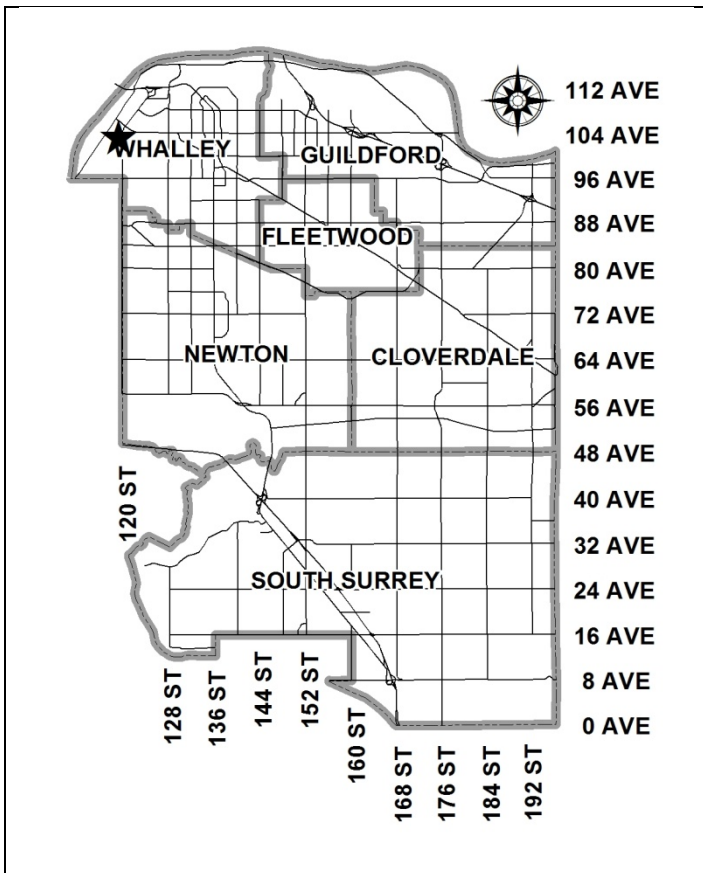 112 AVE
104 AVE
WHALLEY
GUILDFORD
96 AVE
88 AVE
FLEETWOOD
80 AVE
72 AVE
NEWTON
CLOVERDALE
64 AVE
56 AVE
48 AVE
120 ST
40 AVE
32 AVE
SOUTH SURREY
24 AVE
16 AVE
8 AVE
0 AVE
128 ST
136 ST
144 ST
152 ST
160 ST
168 ST
176 ST
184 ST
192 ST